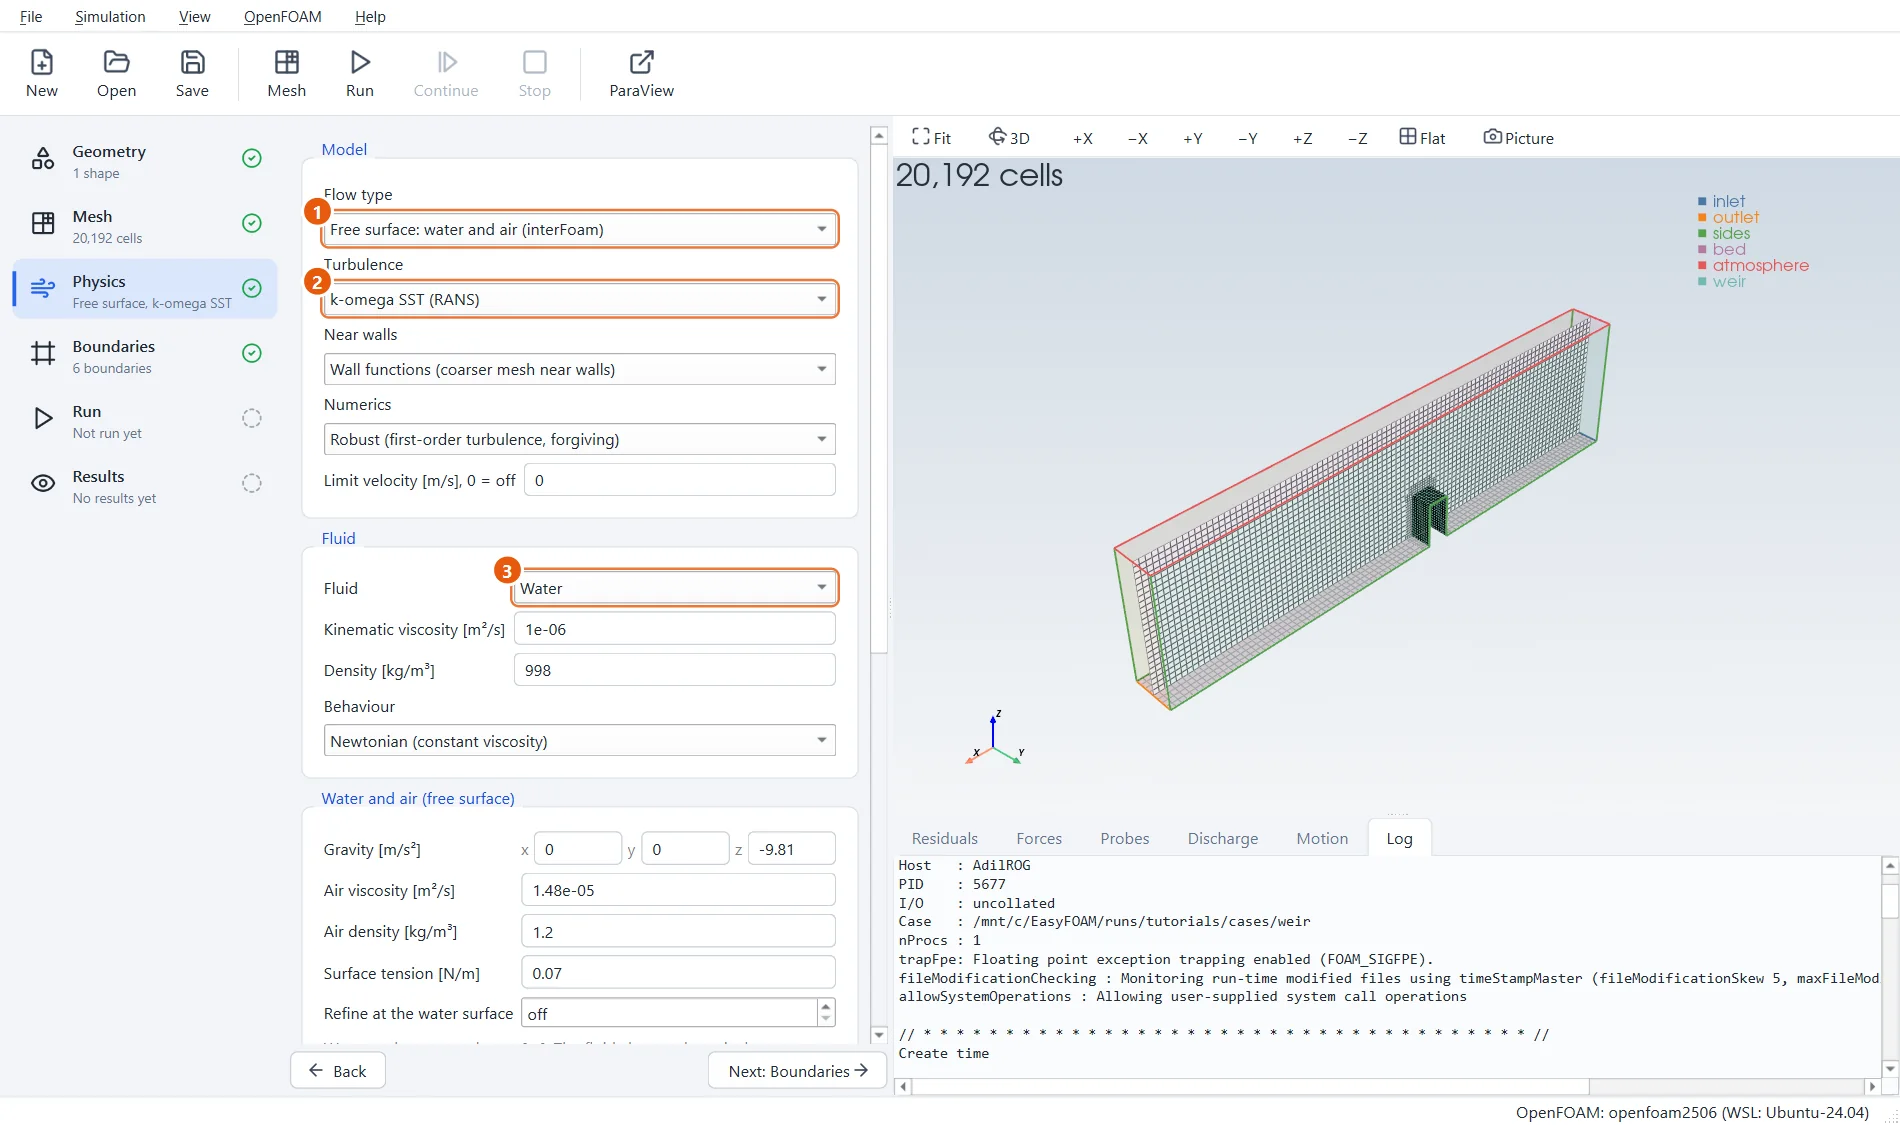 File Simulation View OpenFOAM Help
New Open Save Mesh Run Continue Stop ParaView
Geometry
1 shape
Mesh
20,192 cells
Physics
Free surface, k-omega SST
Boundaries
6 boundaries
Run
Not run yet
Results
No results yet
Model
Flow type
1
Free surface: water and air (interFoam)
Turbulence
2
k-omega SST (RANS)
Near walls
Wall functions (coarser mesh near walls)
Numerics
Robust (first-order turbulence, forgiving)
Limit velocity [m/s], 0 = off 0
Fluid
3
Fluid Water
Kinematic viscosity [m²/s] 1e-06
Density [kg/m³] 998
Behaviour
Newtonian (constant viscosity)
Water and air (free surface)
Gravity [m/s²] x 0 y 0 z -9.81
Air viscosity [m²/s] 1.48e-05
Air density [kg/m³] 1.2
Surface tension [N/m] 0.07
Refine at the water surface off
Back Next: Boundaries
Fit 3D +X −X +Y −Y +Z −Z Flat Picture
20,192 cells
inlet
outlet
sides
bed
atmosphere
weir
Z
X Y
Residuals Forces Probes Discharge Motion Log
Host : AdilROG
PID : 5677
I/O : uncollated
Case : /mnt/c/EasyFOAM/runs/tutorials/cases/weir
nProcs : 1
trapFpe: Floating point exception trapping enabled (FOAM_SIGFPE).
fileModificationChecking : Monitoring run-time modified files using timeStampMaster (fileModificationSkew 5, maxFileMod
allowSystemOperations : Allowing user-supplied system call operations
// * * * * * * * * * * * * * * * * * * * * * * * * * * * * * * * * * * * * * //
Create time
OpenFOAM: openfoam2506 (WSL: Ubuntu-24.04)